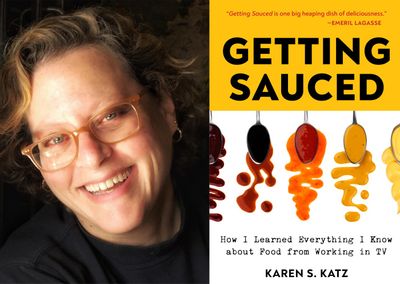 "Getting Sauced is one big heaping dish of deliciousness."
—EMERIL LAGASSE
GETTING
SAUCED
How I Learned Everything I Know
about Food from Working in TV
KAREN S. KATZ